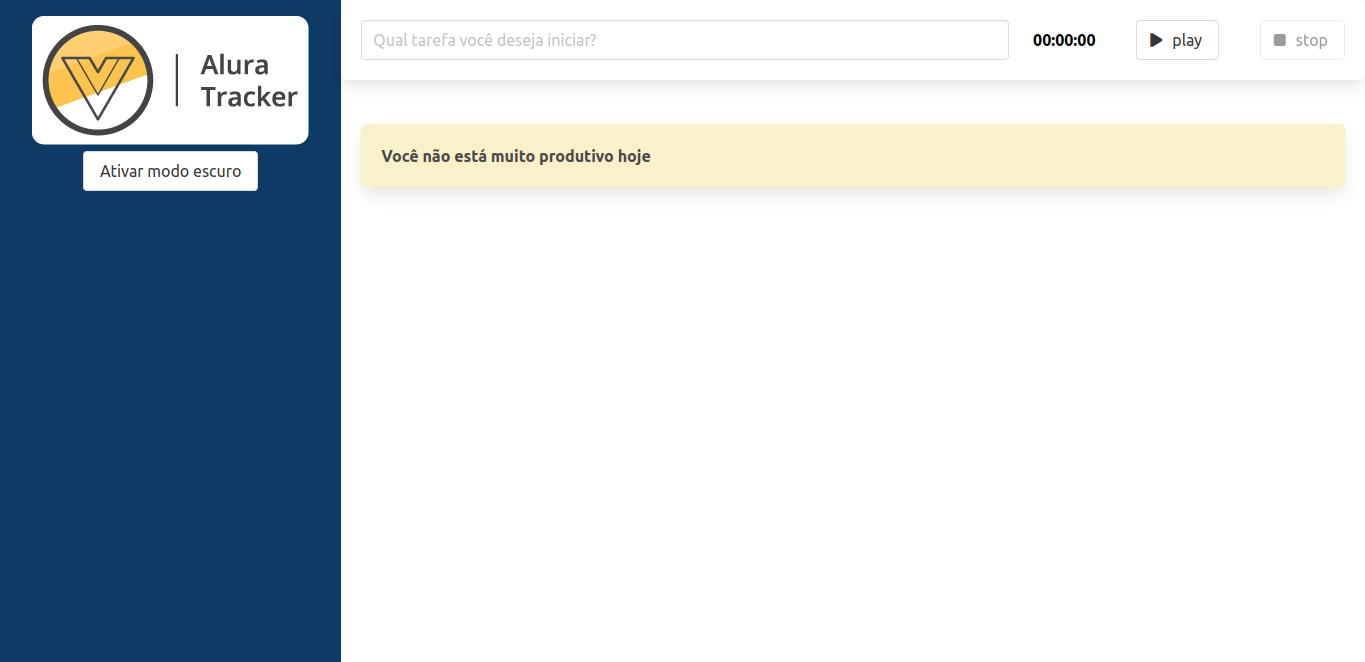 Alura
Tracker
Ativar modo escuro
Qual tarefa você deseja iniciar?
00:00:00
play
stop
Você não está muito produtivo hoje